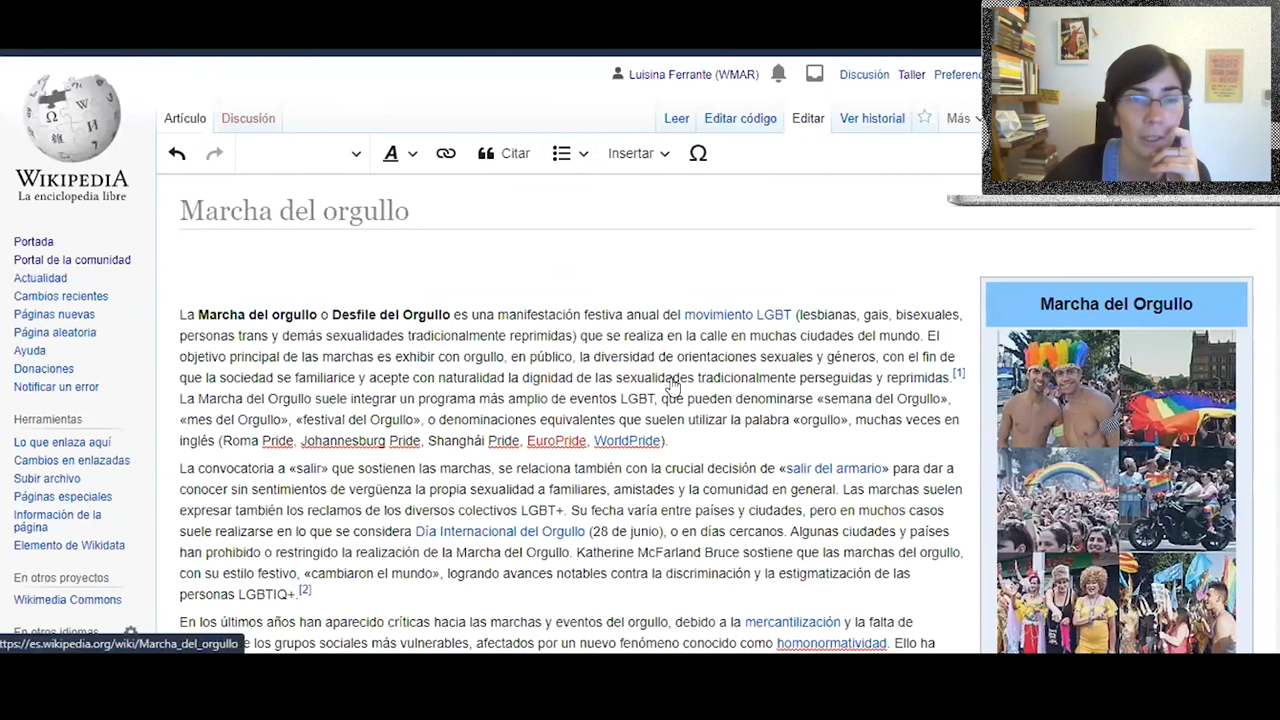 Luisina Ferrante (WMAR) Discusión Taller Preferenc
Artículo Discusión Leer Editar código Editar Ver historial Más
A Citar Insertar Ω
WIKIPEDIA
La enciclopedia libre
Portada
Portal de la comunidad
Actualidad
Cambios recientes
Páginas nuevas
Página aleatoria
Ayuda
Donaciones
Notificar un error
Herramientas
Lo que enlaza aquí
Cambios en enlazadas
Subir archivo
Páginas especiales
Información de la
página
Elemento de Wikidata
En otros proyectos
Wikimedia Commons
En otros idiomas
ttps://es.wikipedia.org/wiki/Marcha_del_orgullo
Marcha del orgullo
La Marcha del orgullo o Desfile del Orgullo es una manifestación festiva anual del movimiento LGBT (lesbianas, gais, bisexuales,
personas trans y demás sexualidades tradicionalmente reprimidas) que se realiza en la calle en muchas ciudades del mundo. El
objetivo principal de las marchas es exhibir con orgullo, en público, la diversidad de orientaciones sexuales y géneros, con el fin de
que la sociedad se familiarice y acepte con naturalidad la dignidad de las sexualidades tradicionalmente perseguidas y reprimidas.[1]
La Marcha del Orgullo suele integrar un programa más amplio de eventos LGBT, que pueden denominarse «semana del Orgullo»,
«mes del Orgullo», «festival del Orgullo», o denominaciones equivalentes que suelen utilizar la palabra «orgullo», muchas veces en
inglés (Roma Pride, Johannesburg Pride, Shanghái Pride, EuroPride, WorldPride).
La convocatoria a «salir» que sostienen las marchas, se relaciona también con la crucial decisión de «salir del armario» para dar a
conocer sin sentimientos de vergüenza la propia sexualidad a familiares, amistades y la comunidad en general. Las marchas suelen
expresar también los reclamos de los diversos colectivos LGBT+. Su fecha varía entre países y ciudades, pero en muchos casos
suele realizarse en lo que se considera Día Internacional del Orgullo (28 de junio), o en días cercanos. Algunas ciudades y países
han prohibido o restringido la realización de la Marcha del Orgullo. Katherine McFarland Bruce sostiene que las marchas del orgullo,
con su estilo festivo, «cambiaron el mundo», logrando avances notables contra la discriminación y la estigmatización de las
personas LGBTIQ+.[2]
En los últimos años han aparecido críticas hacia las marchas y eventos del orgullo, debido a la mercantilización y la falta de
e los grupos sociales más vulnerables, afectados por un nuevo fenómeno conocido como homonormatividad. Ello ha
Marcha del Orgullo